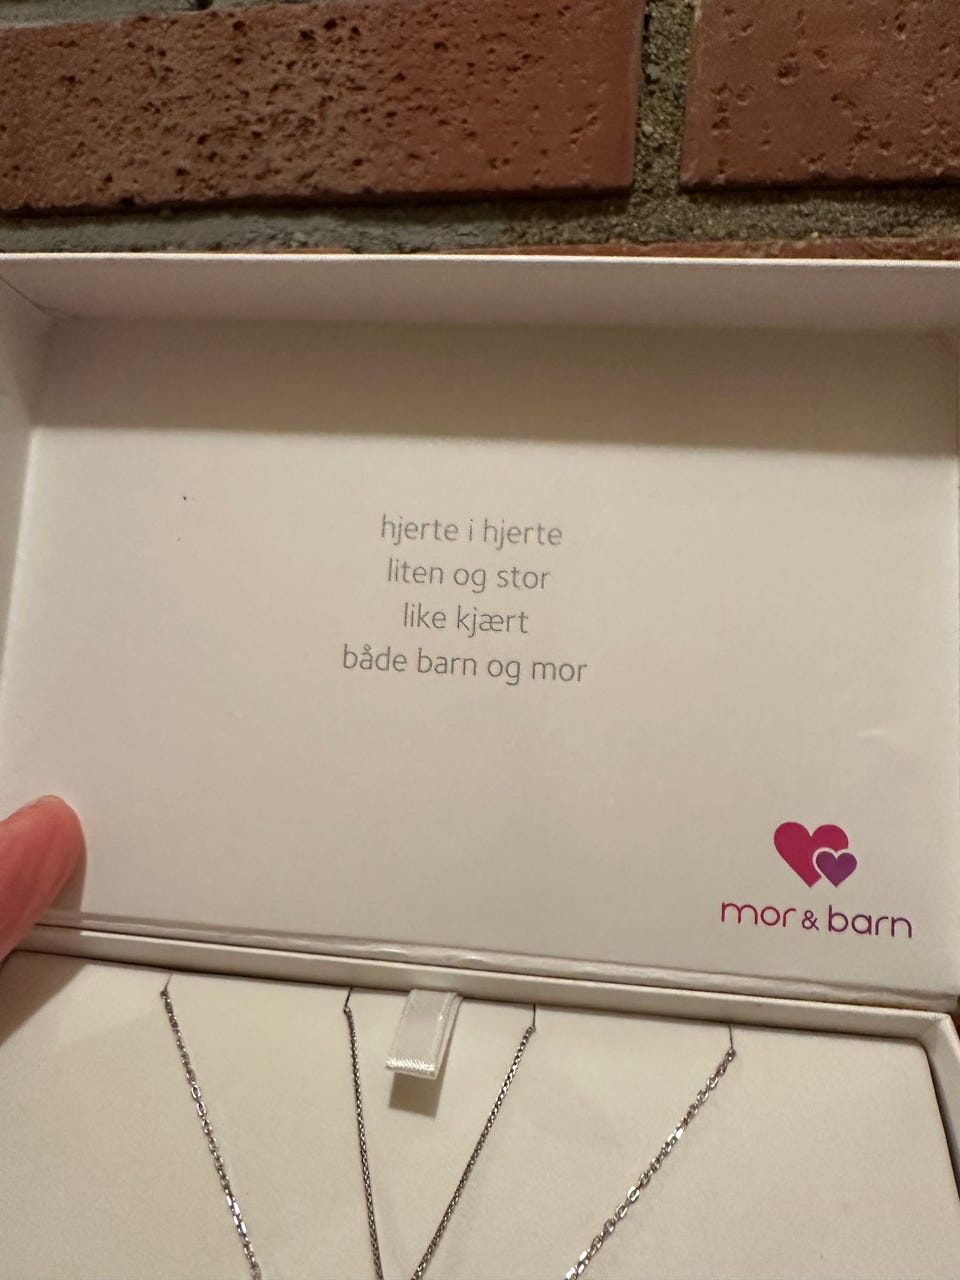 hjerte i hjerte
liten og stor
like kjært
både barn og mor
mor & barn